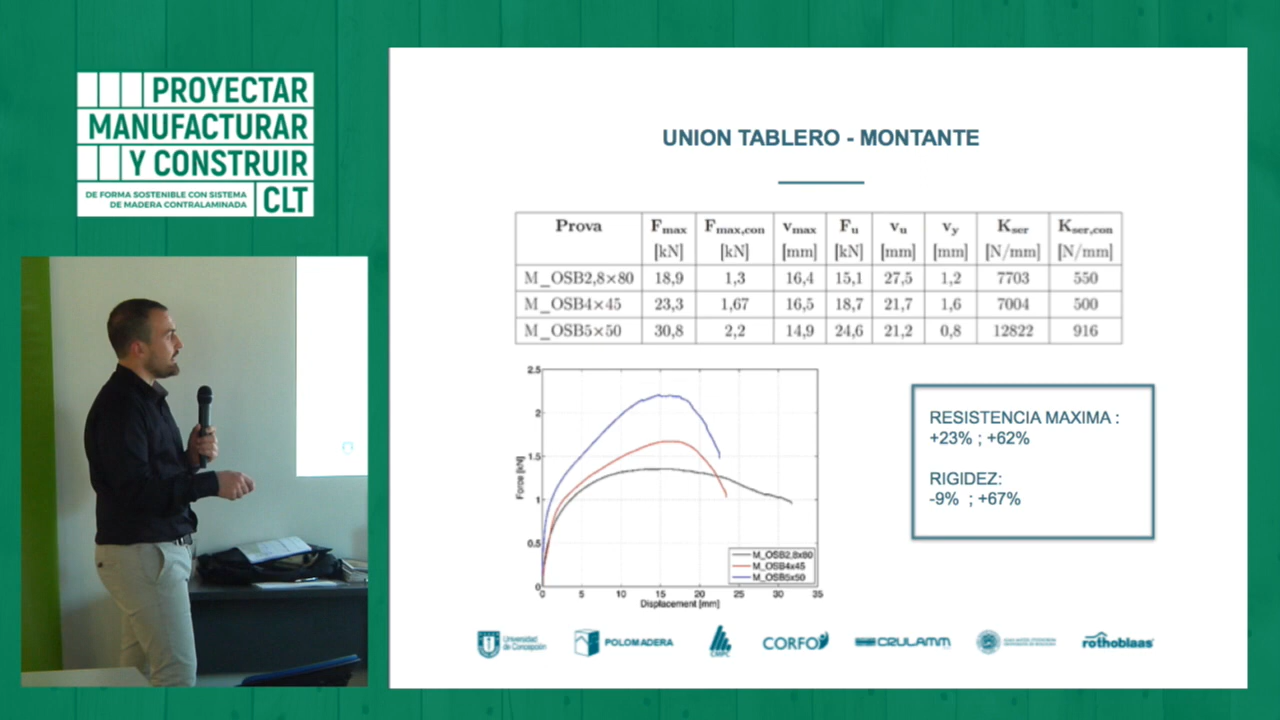 PROYECTAR
MANUFACTURAR
Y CONSTRUIR
DE FORMA SOSTENIBLE CON SISTEMA
DE MADERA CONTRALAMINADA
CLT
UNION TABLERO - MONTANTE
Prova Fmax Fmax,con vmax Fu vu vy Kser Kser,con
[kN] [kN] [mm] [kN] [mm] [mm] [N/mm] [N/mm]
M_OSB2,8×80 18,9 1,3 16,4 15,1 27,5 1,2 7703 550
M_OSB4×45 23,3 1,67 16,5 18,7 21,7 1,6 7004 500
M_OSB5×50 30,8 2,2 14,9 24,6 21,2 0,8 12822 916
2.5
2
1.5
1
0.5
0
Force [kN]
0 5 10 15 20 25 30 35
Displacement [mm]
M_OSB2,8x80
M_OSB4x45
M_OSB5x50
RESISTENCIA MAXIMA :
+23% ; +62%
RIGIDEZ:
-9% ; +67%
Universidad
de Concepción
POLOMADERA
CMPC
CORFO
CRULAMM
rothoblaas